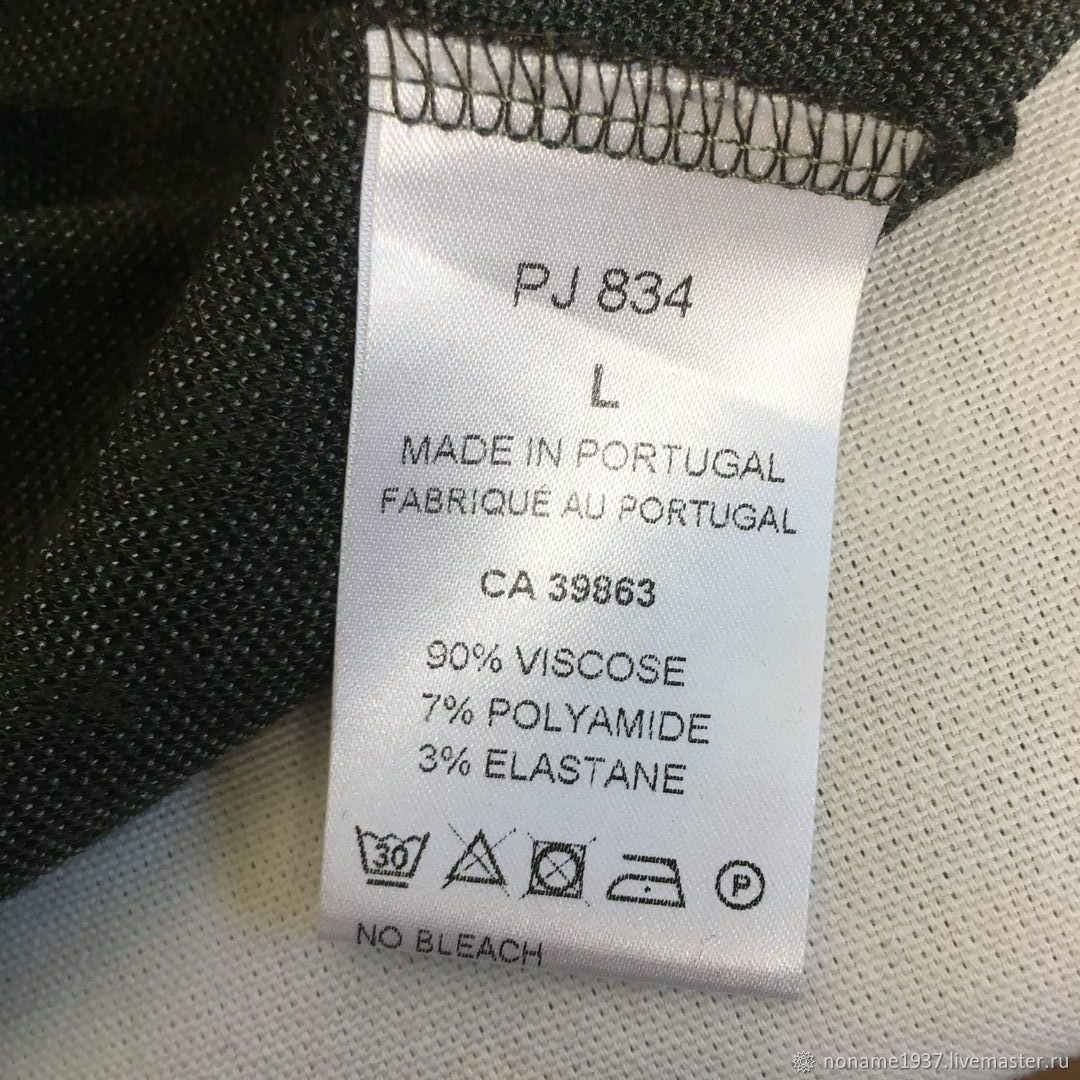 PJ 834
L
MADE IN PORTUGAL
FABRIQUÉ AU PORTUGAL
CA 39863
90% VISCOSE
7% POLYAMIDE
3% ELASTANE
30 P
NO BLEACH
noname1937.livemaster.ru